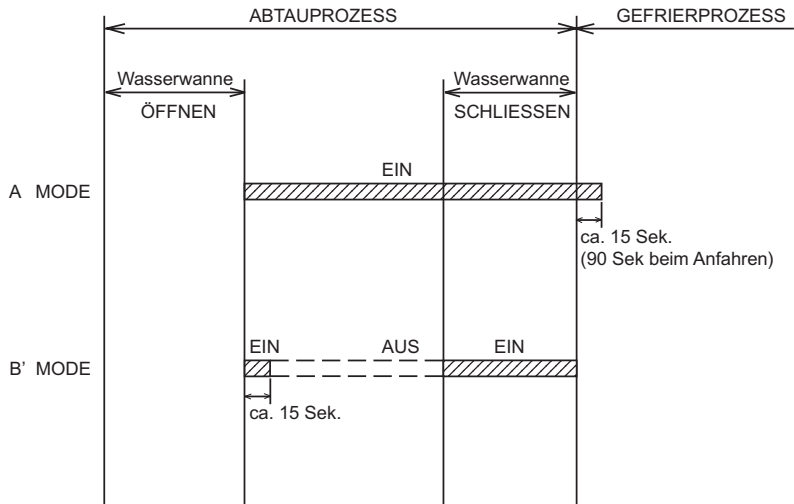 ABTAUPROZESS
GEFRIERPROZESS
Wasserwanne
ÖFFNEN
Wasserwanne
SCHLIESSEN
A MODE
EIN
ca. 15 Sek.
(90 Sek beim Anfahren)
B' MODE
EIN
AUS
EIN
ca. 15 Sek.